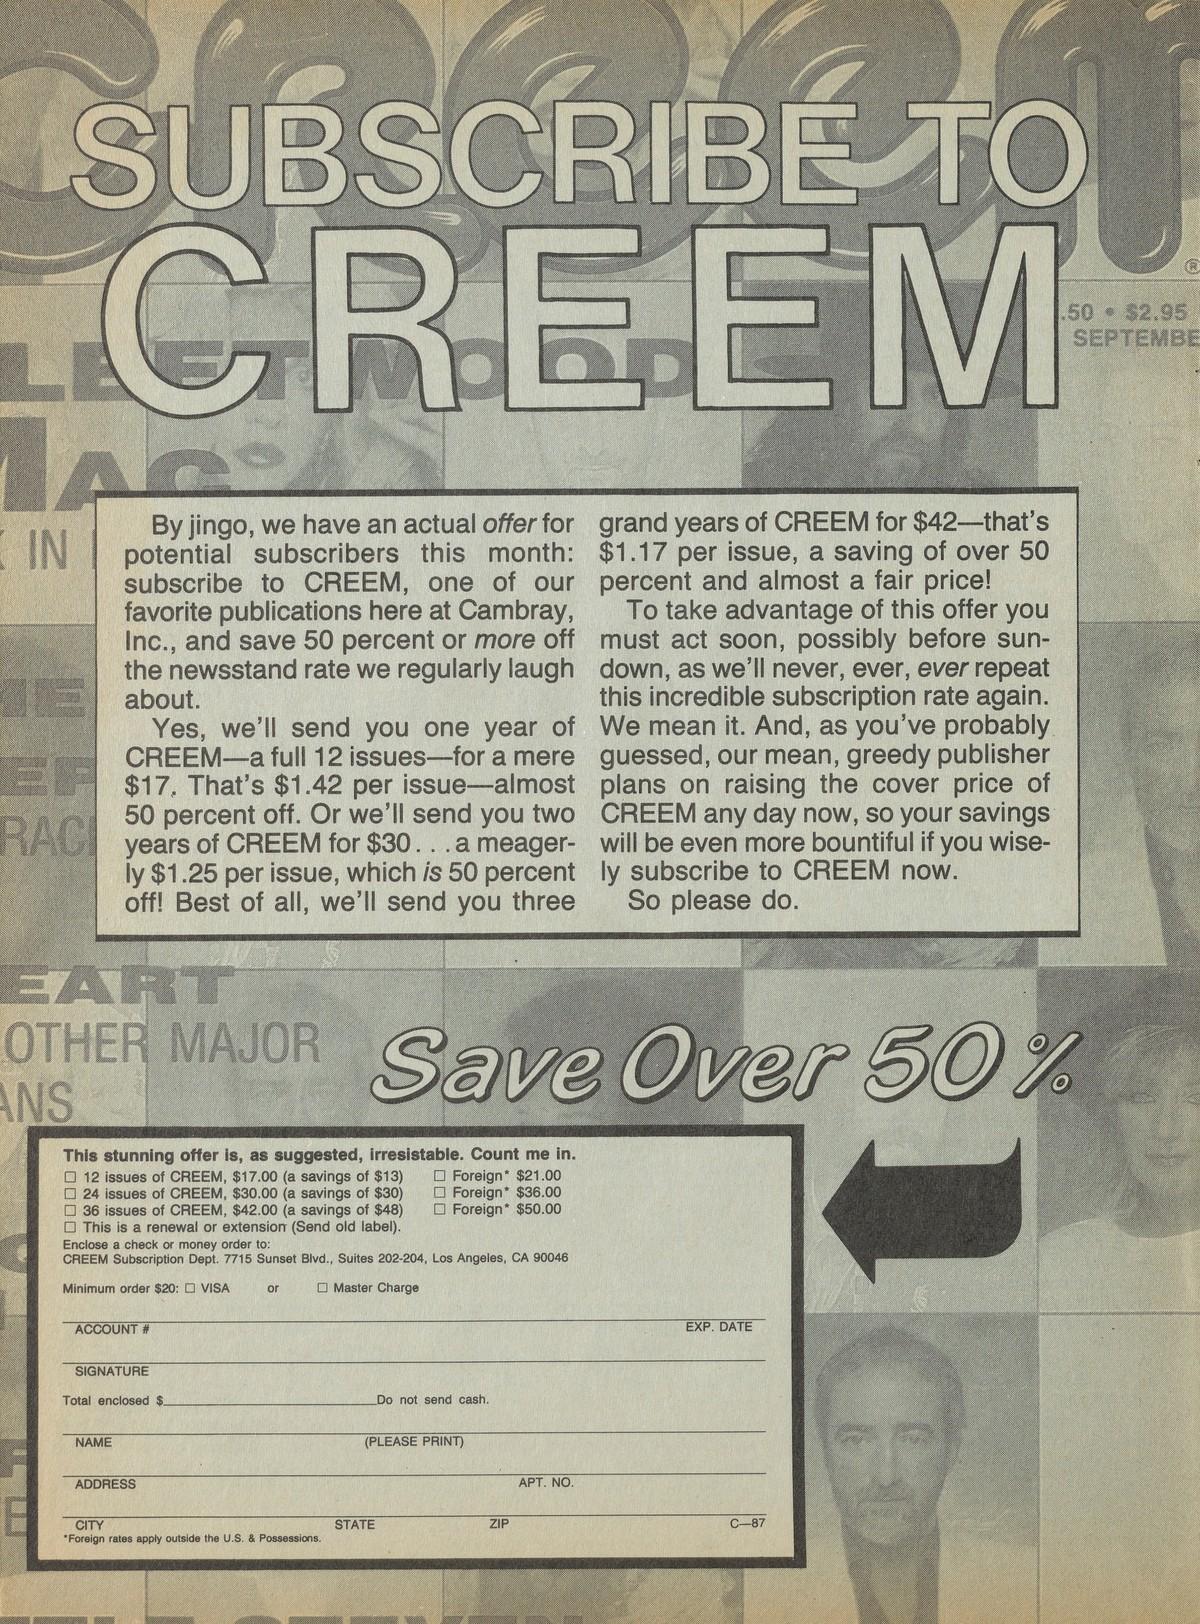 creem
SUBSCRIBE TO
CREEM
®
.50 • $2.95
SEPTEMBE
LEETWOOD
MAC
IN
By jingo, we have an actual offer for
potential subscribers this month:
subscribe to CREEM, one of our
favorite publications here at Cambray,
Inc., and save 50 percent or more off
the newsstand rate we regularly laugh
about.
Yes, we'll send you one year of
CREEM—a full 12 issues—for a mere
$17. That's $1.42 per issue—almost
50 percent off. Or we'll send you two
years of CREEM for $30. . .a meager-
ly $1.25 per issue, which is 50 percent
off! Best of all, we'll send you three
grand years of CREEM for $42—that's
$1.17 per issue, a saving of over 50
percent and almost a fair price!
To take advantage of this offer you
must act soon, possibly before sun-
down, as we'll never, ever, ever repeat
this incredible subscription rate again.
We mean it. And, as you've probably
guessed, our mean, greedy publisher
plans on raising the cover price of
CREEM any day now, so your savings
will be even more bountiful if you wise-
ly subscribe to CREEM now.
So please do.
EART
OTHER MAJOR
ANS
Save Over 50%
This stunning offer is, as suggested, irresistable. Count me in.
☐ 12 issues of CREEM, $17.00 (a savings of $13) ☐ Foreign* $21.00
☐ 24 issues of CREEM, $30.00 (a savings of $30) ☐ Foreign* $36.00
☐ 36 issues of CREEM, $42.00 (a savings of $48) ☐ Foreign* $50.00
☐ This is a renewal or extension (Send old label).
Enclose a check or money order to:
CREEM Subscription Dept. 7715 Sunset Blvd., Suites 202-204, Los Angeles, CA 90046
Minimum order $20: ☐ VISA or ☐ Master Charge
ACCOUNT # EXP. DATE
SIGNATURE
Total enclosed $ Do not send cash.
NAME (PLEASE PRINT)
ADDRESS APT. NO.
CITY STATE ZIP C—87
*Foreign rates apply outside the U.S. & Possessions.